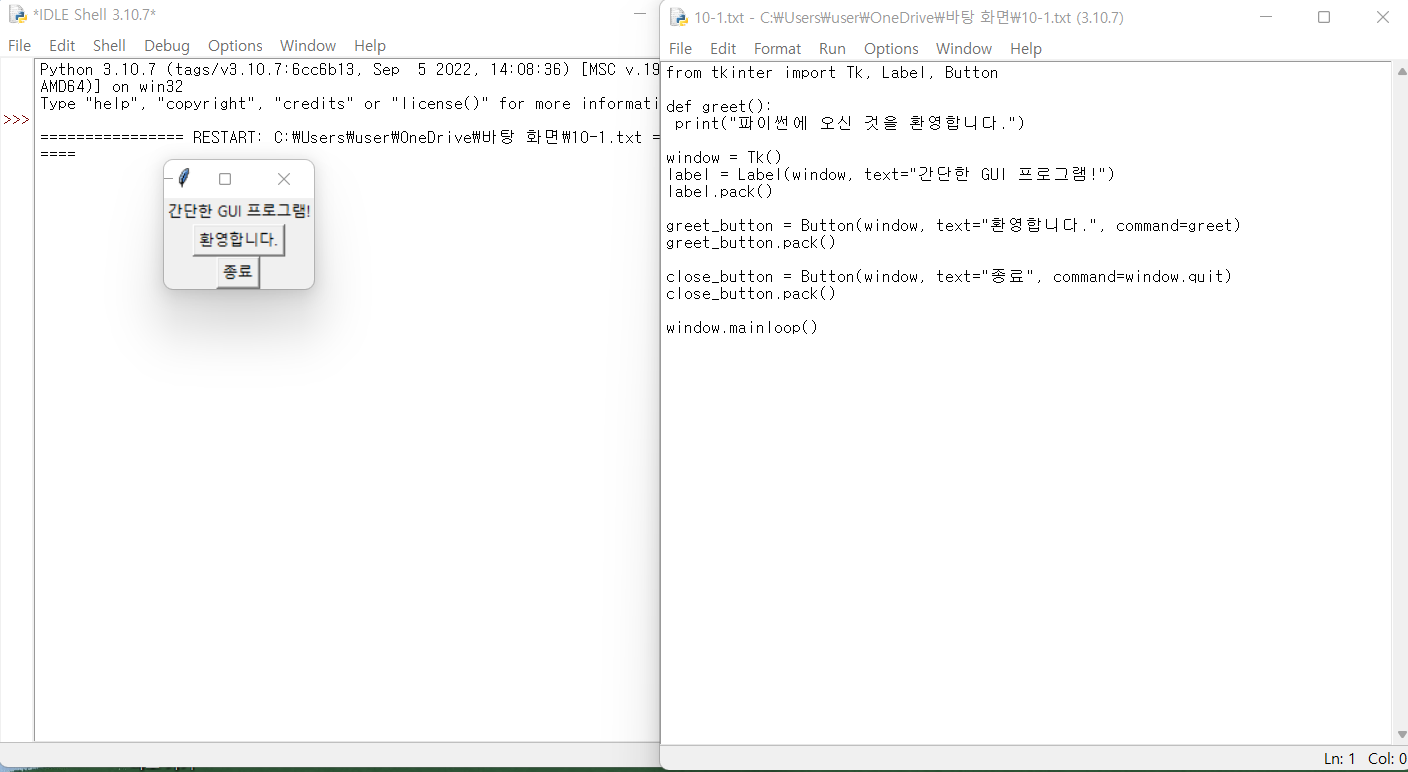 *IDLE Shell 3.10.7*
File Edit Shell Debug Options Window Help
Python 3.10.7 (tags/v3.10.7:6cc6b13, Sep  5 2022, 14:08:36) [MSC v.19
AMD64)] on win32
Type "help", "copyright", "credits" or "license()" for more informati
>>>
================ RESTART: C:\Users\user\OneDrive\바탕 화면\10-1.txt =
====
간단한 GUI 프로그램!
환영합니다.
종료
10-1.txt - C:\Users\user\OneDrive\바탕 화면\10-1.txt (3.10.7)
File Edit Format Run Options Window Help
from tkinter import Tk, Label, Button
def greet():
 print("파이썬에 오신 것을 환영합니다.")
window = Tk()
label = Label(window, text="간단한 GUI 프로그램!")
label.pack()
greet_button = Button(window, text="환영합니다.", command=greet)
greet_button.pack()
close_button = Button(window, text="종료", command=window.quit)
close_button.pack()
window.mainloop()
Ln: 1 Col: 0